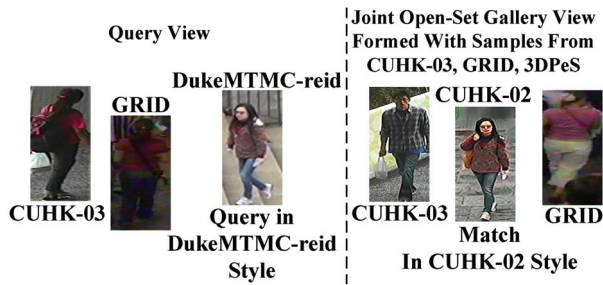 Query View
DukeMTMC-reid
GRID
CUHK-03
Query in
DukeMTMC-reid
Style
Joint Open-Set Gallery View
Formed With Samples From
CUHK-03, GRID, 3DPeS
CUHK-02
CUHK-03
GRID
Match
In CUHK-02 Style